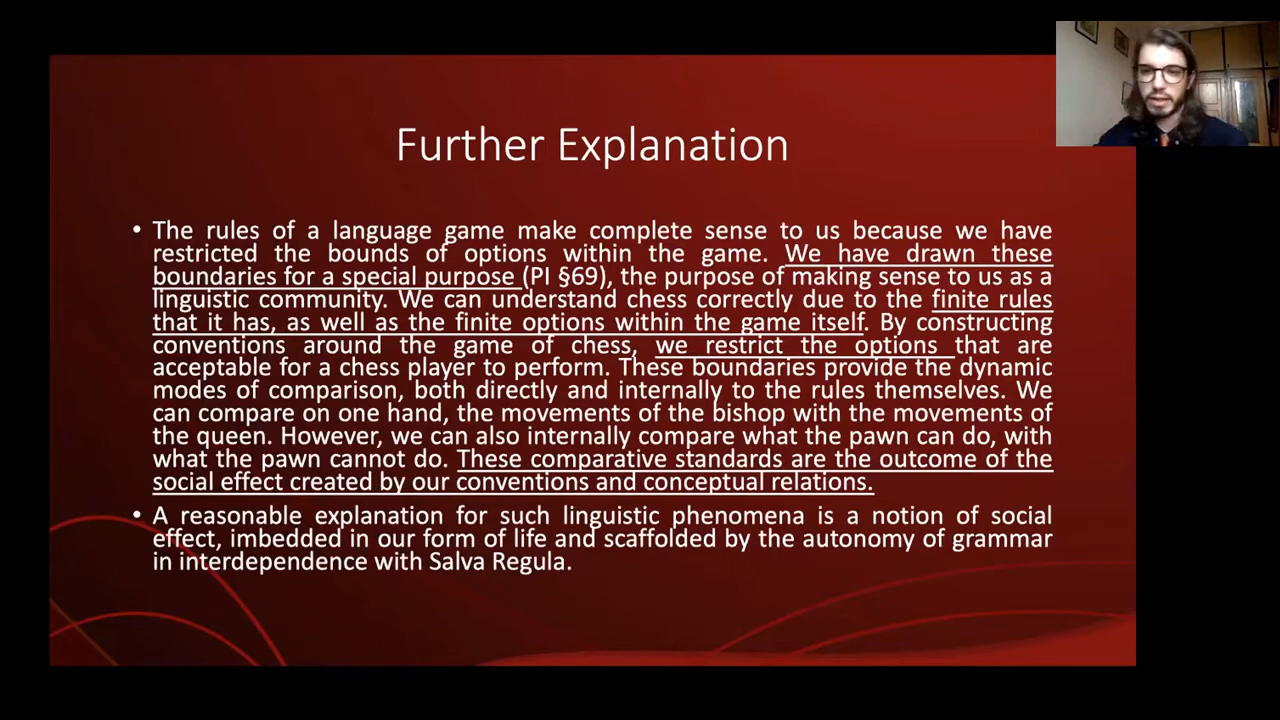 Further Explanation
• The rules of a language game make complete sense to us because we have
restricted the bounds of options within the game. We have drawn these
boundaries for a special purpose (PI §69), the purpose of making sense to us as a
linguistic community. We can understand chess correctly due to the finite rules
that it has, as well as the finite options within the game itself. By constructing
conventions around the game of chess, we restrict the options that are
acceptable for a chess player to perform. These boundaries provide the dynamic
modes of comparison, both directly and internally to the rules themselves. We
can compare on one hand, the movements of the bishop with the movements of
the queen. However, we can also internally compare what the pawn can do, with
what the pawn cannot do. These comparative standards are the outcome of the
social effect created by our conventions and conceptual relations.
• A reasonable explanation for such linguistic phenomena is a notion of social
effect, imbedded in our form of life and scaffolded by the autonomy of grammar
in interdependence with Salva Regula.